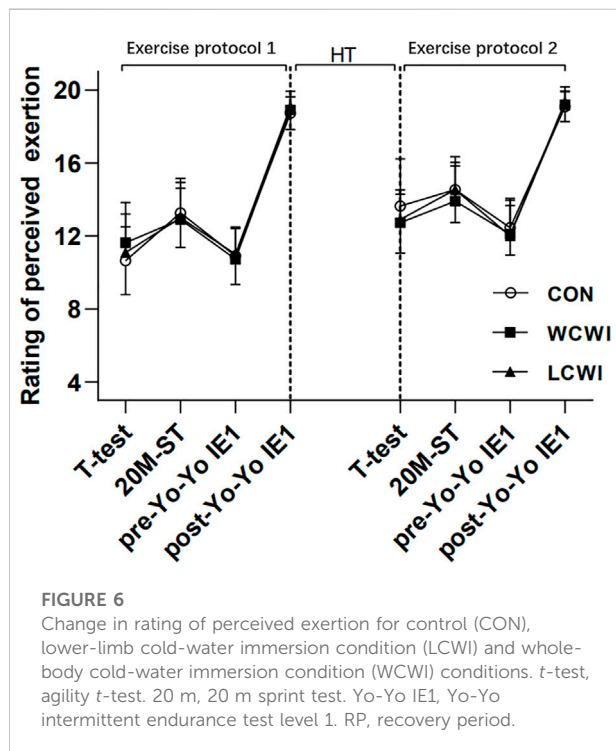 Exercise protocol 1
HT
Exercise protocol 2
Rating of perceived exertion
20
16
12
8
4
CON
WCWI
LCWI
T-test
20M-ST
pre-Yo-Yo IE1
post-Yo-Yo IE1
T-test
20M-ST
pre-Yo-Yo IE1
post-Yo-Yo IE1
FIGURE 6
Change in rating of perceived exertion for control (CON),
lower-limb cold-water immersion condition (LCWI) and whole-
body cold-water immersion condition (WCWI) conditions. t-test,
agility t-test. 20 m, 20 m sprint test. Yo-Yo IE1, Yo-Yo
intermittent endurance test level 1. RP, recovery period.